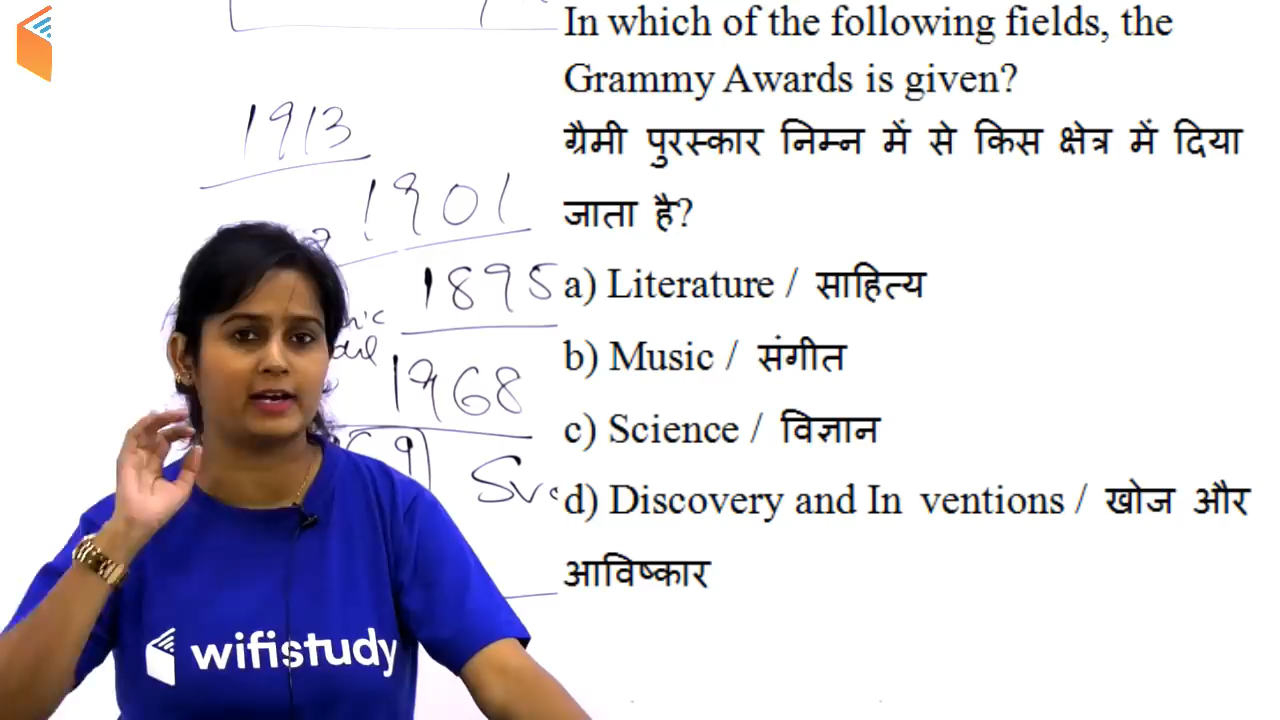 In which of the following fields, the
Grammy Awards is given?
ग्रैमी पुरस्कार निम्न में से किस क्षेत्र में दिया
जाता है?
a) Literature / साहित्य
b) Music / संगीत
c) Science / विज्ञान
d) Discovery and In ventions / खोज और
आविष्कार
1913
1901
1895
1968
wifistudy